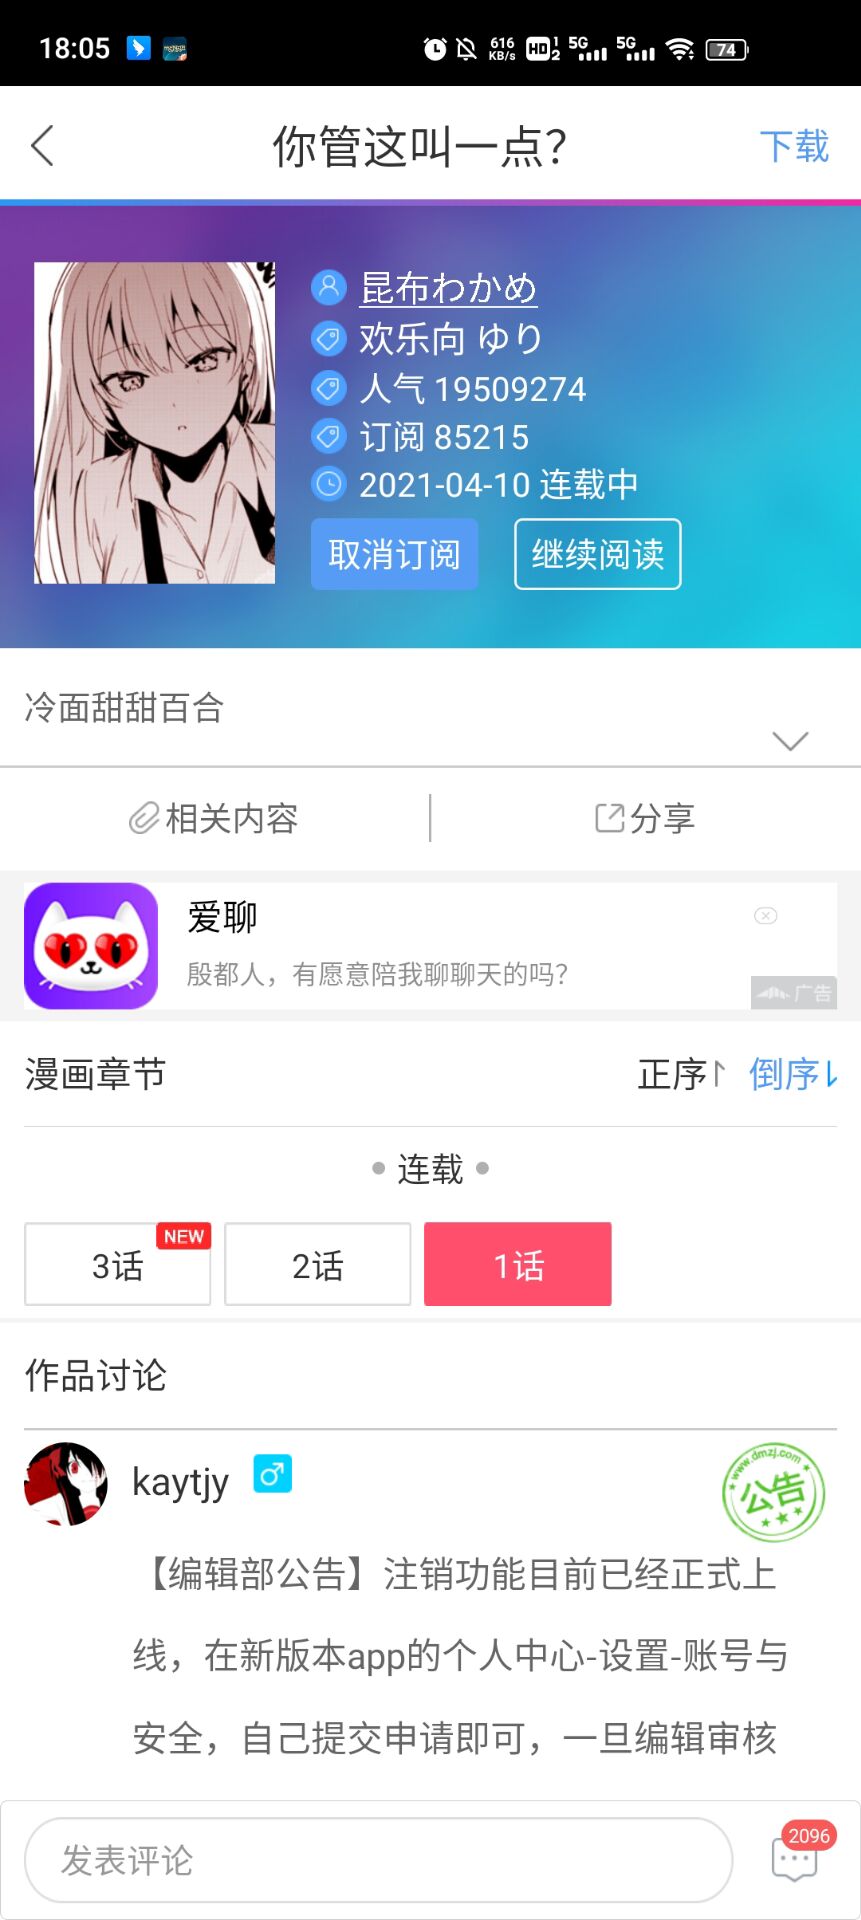 18:05
616
KB/s
HD 1 2
5G
5G
74
你管这叫一点?
下载
昆布わかめ
欢乐向 ゆり
人气 19509274
订阅 85215
2021-04-10 连载中
取消订阅
继续阅读
冷面甜甜百合
相关内容
分享
爱聊
殷都人，有愿意陪我聊聊天的吗?
广告
漫画章节
正序
倒序
连载
3话
NEW
2话
1话
作品讨论
kaytjy
www.dmzj.com
公告
【编辑部公告】注销功能目前已经正式上
线，在新版本app的个人中心-设置-账号与
安全，自己提交申请即可，一旦编辑审核
发表评论
2096